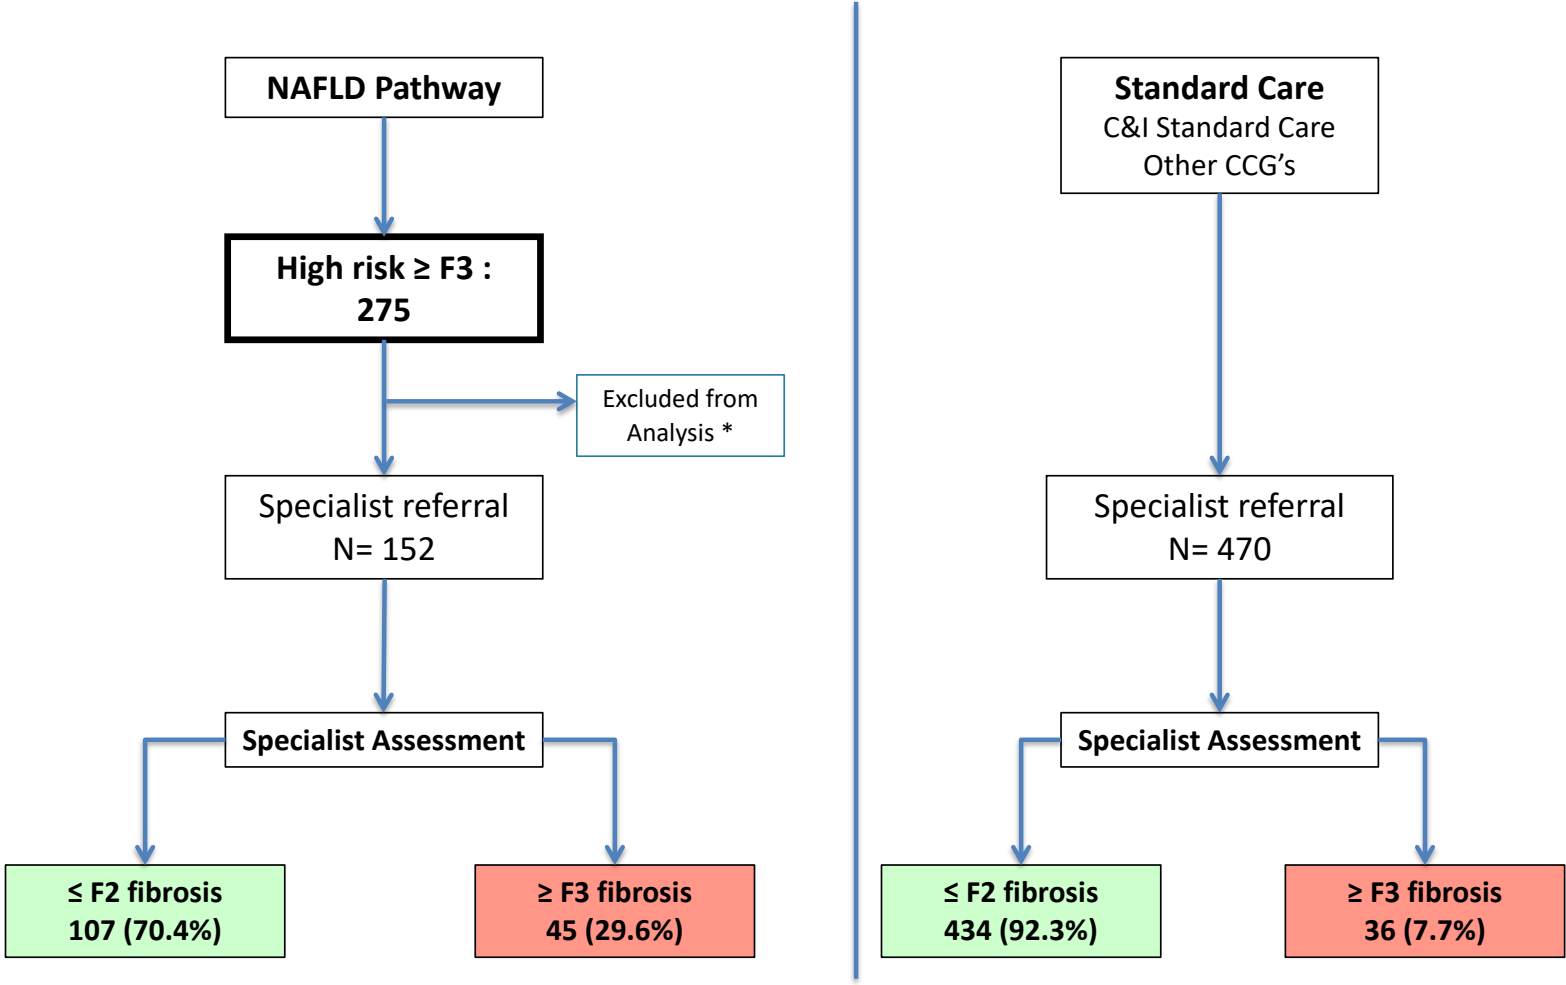 NAFLD Pathway
High risk ≥ F3 :
275
Excluded from
Analysis *
Specialist referral
N= 152
Specialist Assessment
≤ F2 fibrosis
107 (70.4%)
≥ F3 fibrosis
45 (29.6%)
Standard Care
C&I Standard Care
Other CCG’s
Specialist referral
N= 470
Specialist Assessment
≤ F2 fibrosis
434 (92.3%)
≥ F3 fibrosis
36 (7.7%)